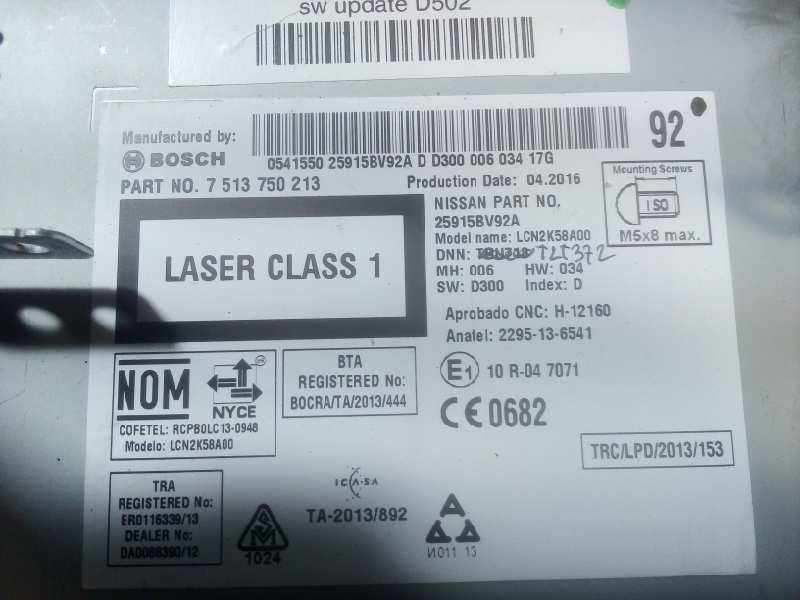 sw update D502
Manufactured by:
BOSCH
92
0541550 25915BV92A D D300 006 034 17G
PART NO. 7 513 750 213
Production Date: 04.2016
NISSAN PART NO.
25915BV92A
Model name: LCN2K58A00
DNN:
MH: 006 HW: 034
SW: D300 Index: D
Mounting Screws
ISO
M5x8 max.
LASER CLASS 1
Aprobado CNC: H-12160
Anatel: 2295-13-6541
E1 10 R-04 7071
CE0682
NOM
NYCE
COFETEL: RCPBOLC13-0948
Modelo: LCN2K58A00
BTA
REGISTERED No:
BOCRA/TA/2013/444
TRC/LPD/2013/153
TRA
REGISTERED No:
ER0116339/13
DEALER No:
DA0088390/12
1024
ICASA
TA-2013/892
И011 13